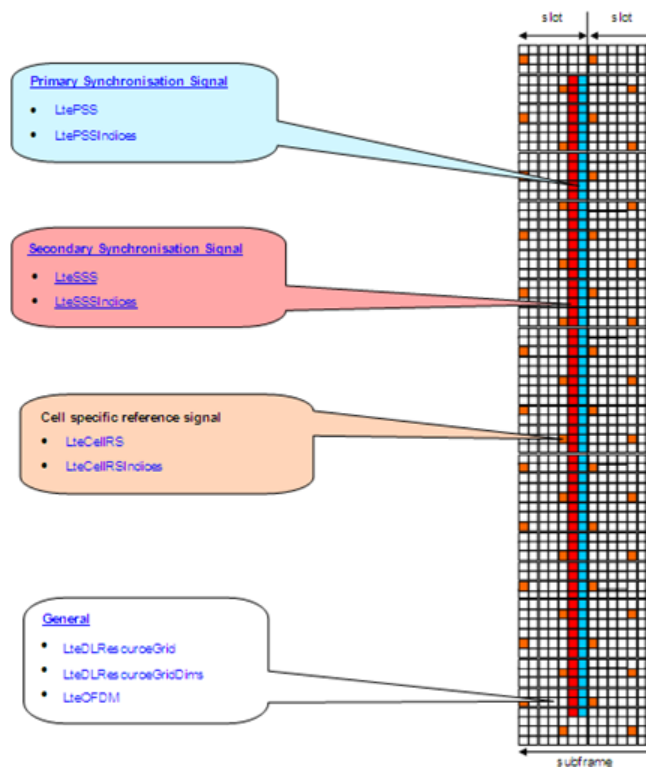 slot slot
Primary Synchronisation Signal
• LtePSS
• LtePSSIndices
Secondary Synchronisation Signal
• LteSSS
• LteSSSIndices
Cell specific reference signal
• LteCellRS
• LteCellRSIndices
General
• LteDLResourceGrid
• LteDLResourceGridDims
• LteOFDM
subframe